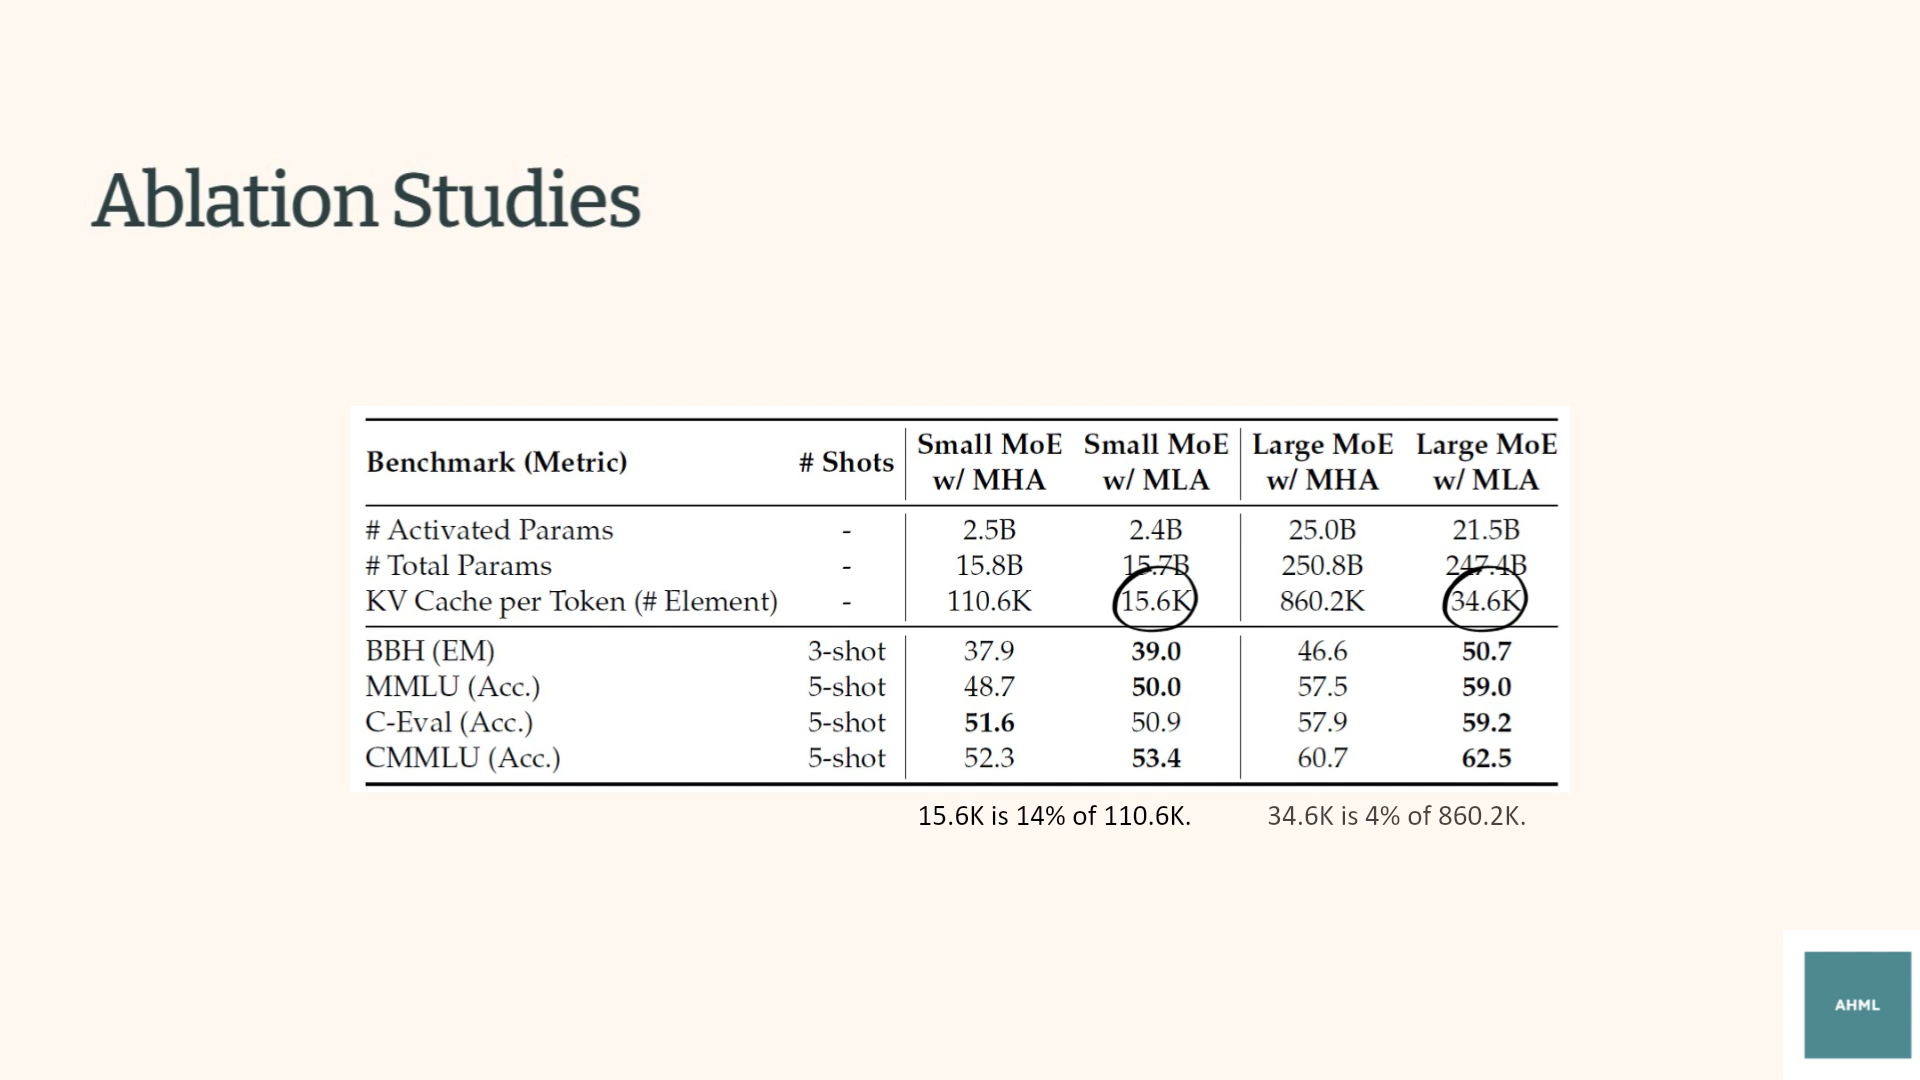 Ablation Studies
Benchmark (Metric) # Shots Small MoE w/ MHA Small MoE w/ MLA Large MoE w/ MHA Large MoE w/ MLA
# Activated Params - 2.5B 2.4B 25.0B 21.5B
# Total Params - 15.8B 15.7B 250.8B 247.4B
KV Cache per Token (# Element) - 110.6K 15.6K 860.2K 34.6K
BBH (EM) 3-shot 37.9 39.0 46.6 50.7
MMLU (Acc.) 5-shot 48.7 50.0 57.5 59.0
C-Eval (Acc.) 5-shot 51.6 50.9 57.9 59.2
CMMLU (Acc.) 5-shot 52.3 53.4 60.7 62.5
15.6K is 14% of 110.6K. 34.6K is 4% of 860.2K.
AHML